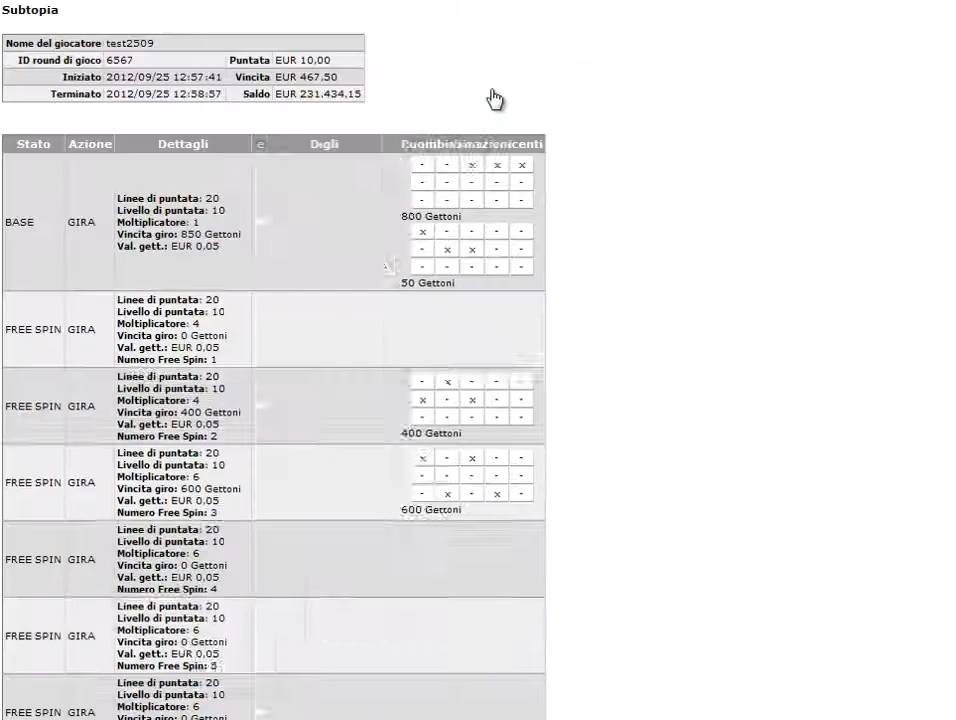 Subtopia
Nome del giocatore test2509
ID round di gioco 6567 Puntata EUR 10,00
Iniziato 2012/09/25 12:57:41 Vincita EUR 467,50
Terminato 2012/09/25 12:58:57 Saldo EUR 231.434,15
Stato Azione Dettagli
BASE GIRA
Linee di puntata: 20
Livello di puntata: 10
Moltiplicatore: 1
Vincita giro: 850 Gettoni
Val. gett.: EUR 0,05
- - x x x
- - - - -
- - - - -
800 Gettoni
x - - - -
- x x - -
- - - - -
50 Gettoni
FREE SPIN GIRA
Linee di puntata: 20
Livello di puntata: 10
Moltiplicatore: 4
Vincita giro: 0 Gettoni
Val. gett.: EUR 0,05
Numero Free Spin: 1
FREE SPIN GIRA
Linee di puntata: 20
Livello di puntata: 10
Moltiplicatore: 4
Vincita giro: 400 Gettoni
Val. gett.: EUR 0,05
Numero Free Spin: 2
- x - - -
x - x - -
- - - - -
400 Gettoni
FREE SPIN GIRA
Linee di puntata: 20
Livello di puntata: 10
Moltiplicatore: 6
Vincita giro: 600 Gettoni
Val. gett.: EUR 0,05
Numero Free Spin: 3
x - x - -
- - - - -
- x - x -
600 Gettoni
FREE SPIN GIRA
Linee di puntata: 20
Livello di puntata: 10
Moltiplicatore: 6
Vincita giro: 0 Gettoni
Val. gett.: EUR 0,05
Numero Free Spin: 4
FREE SPIN GIRA
Linee di puntata: 20
Livello di puntata: 10
Moltiplicatore: 6
Vincita giro: 0 Gettoni
Val. gett.: EUR 0,05
Numero Free Spin: 5
FREE SPIN GIRA
Linee di puntata: 20
Livello di puntata: 10
Moltiplicatore: 6
Vincita giro: 0 Gettoni